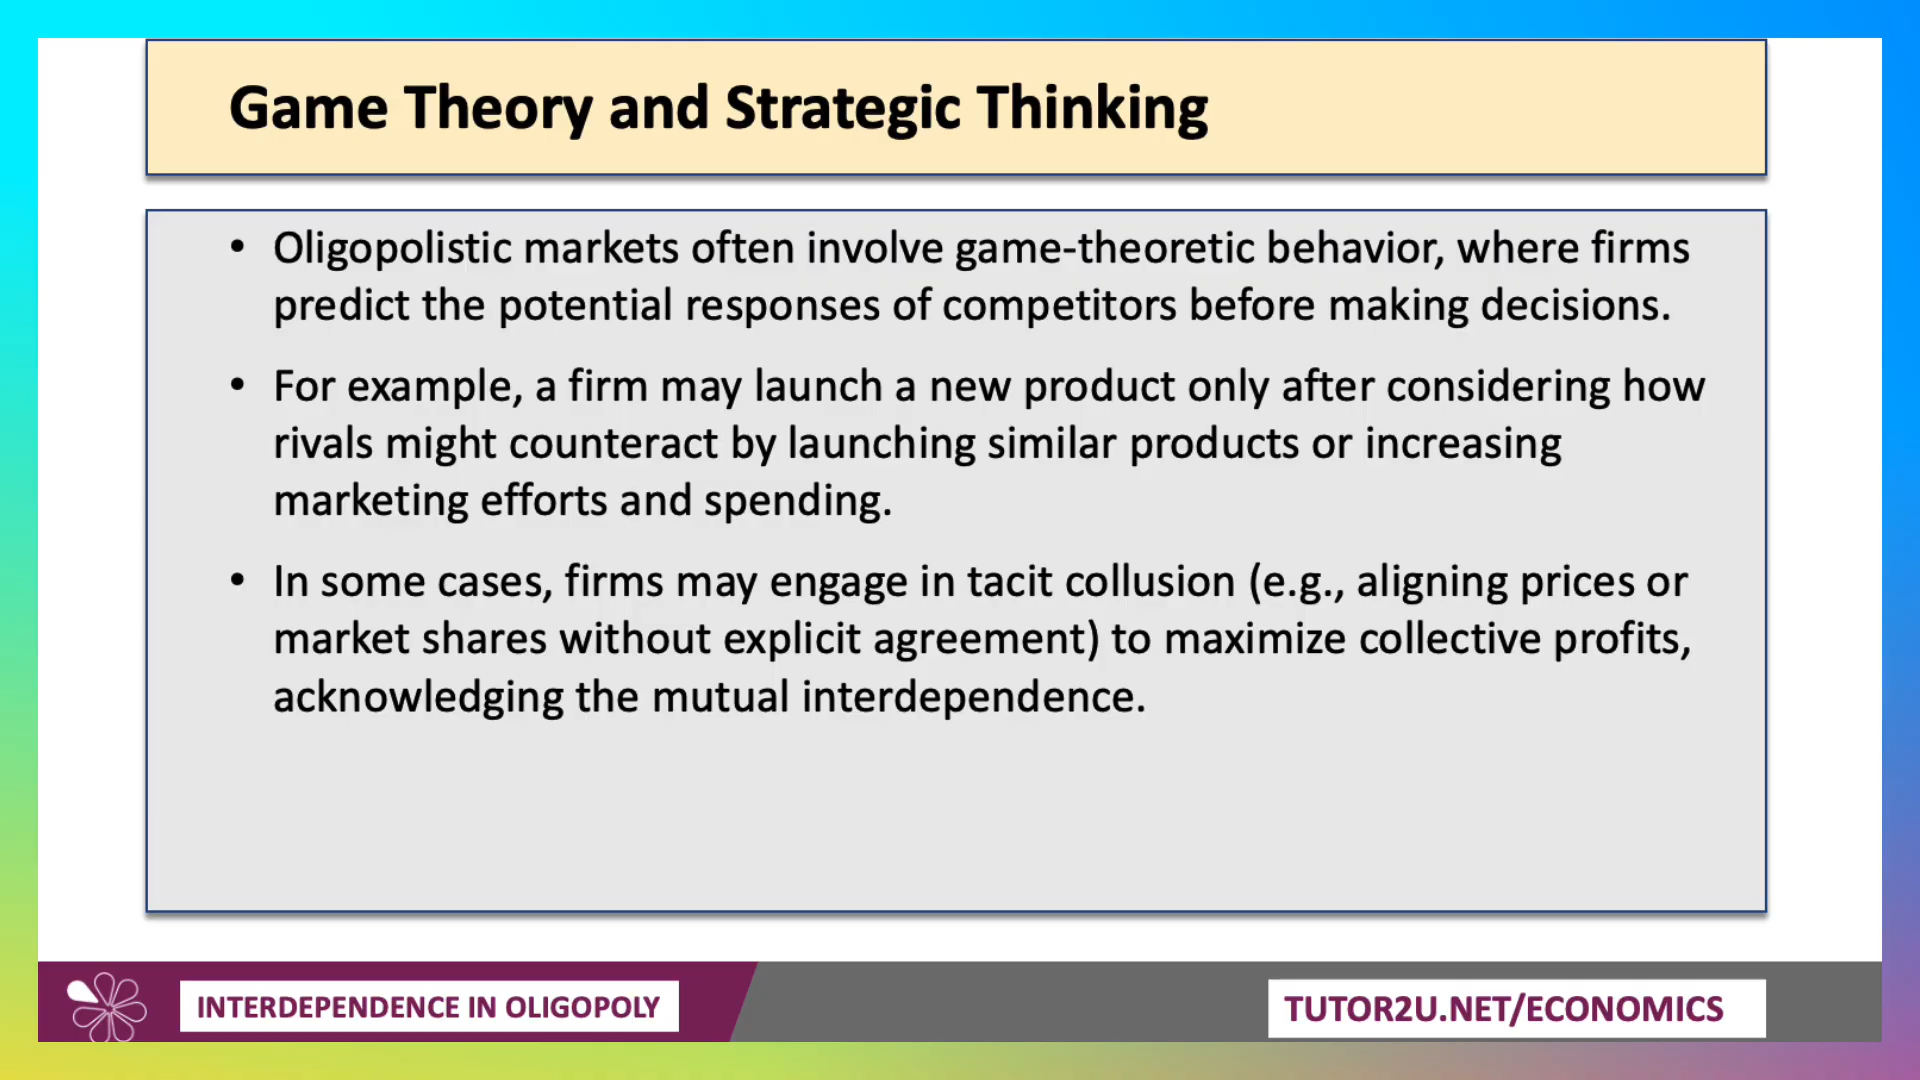 Game Theory and Strategic Thinking
• Oligopolistic markets often involve game-theoretic behavior, where firms
predict the potential responses of competitors before making decisions.
• For example, a firm may launch a new product only after considering how
rivals might counteract by launching similar products or increasing
marketing efforts and spending.
• In some cases, firms may engage in tacit collusion (e.g., aligning prices or
market shares without explicit agreement) to maximize collective profits,
acknowledging the mutual interdependence.
INTERDEPENDENCE IN OLIGOPOLY
TUTOR2U.NET/ECONOMICS